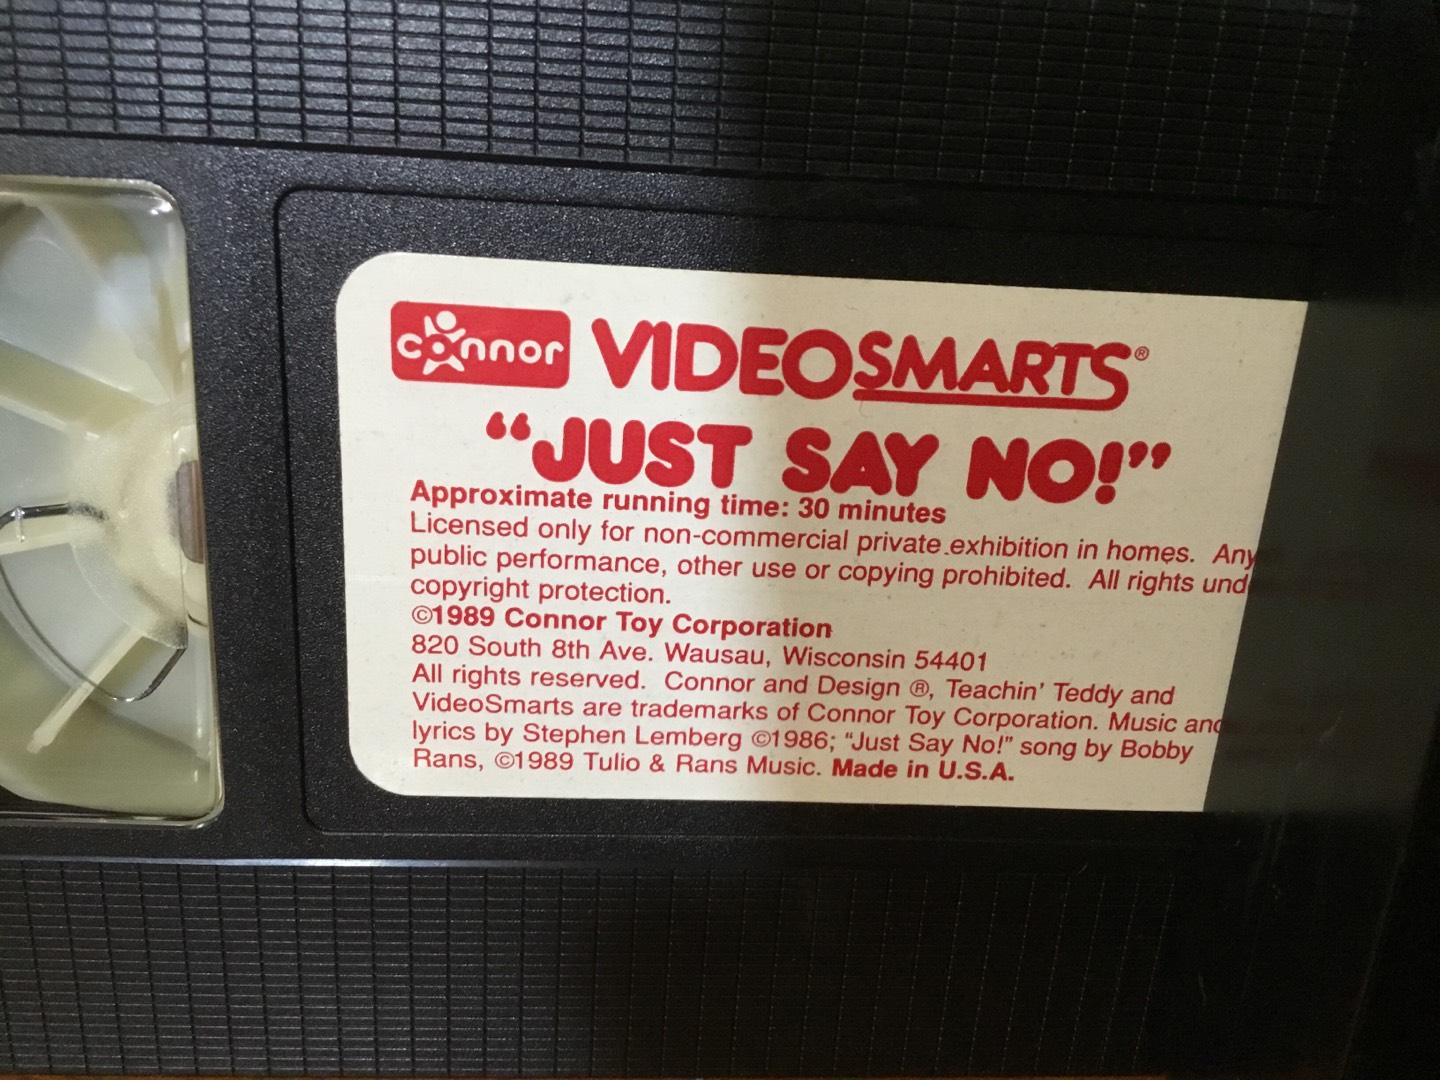 connor VIDEOSMARTS®
“JUST SAY NO!”
Approximate running time: 30 minutes
Licensed only for non-commercial private exhibition in homes. Any
public performance, other use or copying prohibited. All rights und
copyright protection.
©1989 Connor Toy Corporation
820 South 8th Ave. Wausau, Wisconsin 54401
All rights reserved. Connor and Design ®, Teachin’ Teddy and
VideoSmarts are trademarks of Connor Toy Corporation. Music and
lyrics by Stephen Lemberg ©1986; “Just Say No!” song by Bobby
Rans, ©1989 Tulio & Rans Music. Made in U.S.A.